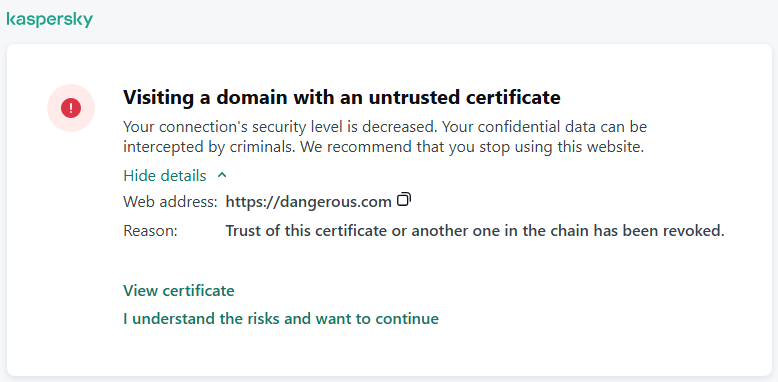 kaspersky
Visiting a domain with an untrusted certificate
Your connection's security level is decreased. Your confidential data can be
intercepted by criminals. We recommend that you stop using this website.
Hide details
Web address: https://dangerous.com
Reason: Trust of this certificate or another one in the chain has been revoked.
View certificate
I understand the risks and want to continue